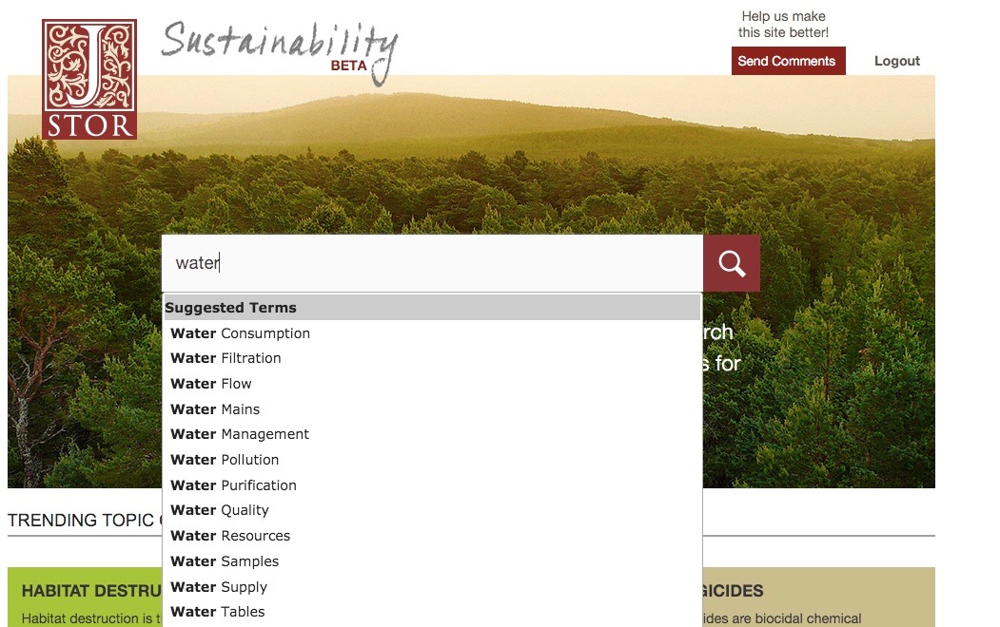 J
STOR
Sustainability
BETA
Help us make
this site better!
Send Comments
Logout
water
Suggested Terms
Water Consumption
Water Filtration
Water Flow
Water Mains
Water Management
Water Pollution
Water Purification
Water Quality
Water Resources
Water Samples
Water Supply
Water Tables
rch
s for
TRENDING TOPIC
HABITAT DESTRU
Habitat destruction is t
GICIDES
ides are biocidal chemical